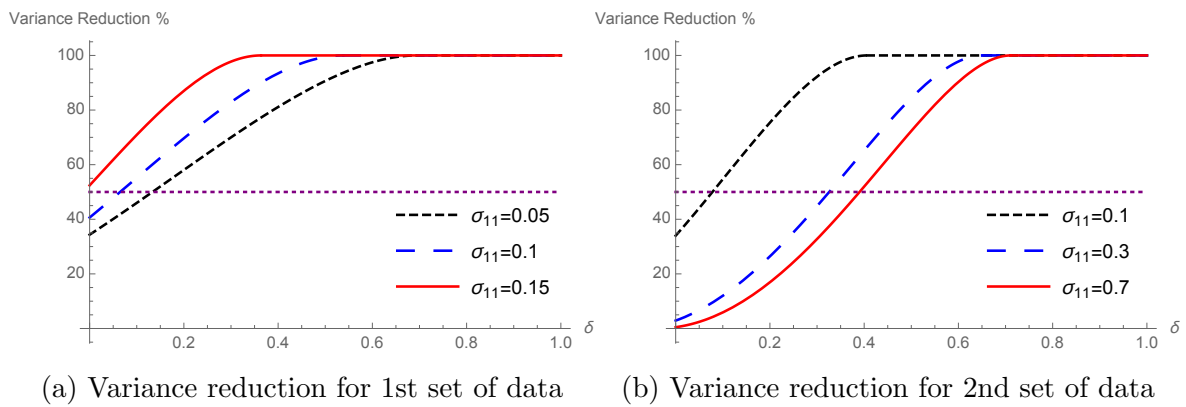 Variance Reduction %
100
80
60
40
20
0.2 0.4 0.6 0.8 1.0 δ
σ11=0.05
σ11=0.1
σ11=0.15
(a) Variance reduction for 1st set of data
Variance Reduction %
100
80
60
40
20
0.2 0.4 0.6 0.8 1.0 δ
σ11=0.1
σ11=0.3
σ11=0.7
(b) Variance reduction for 2nd set of data